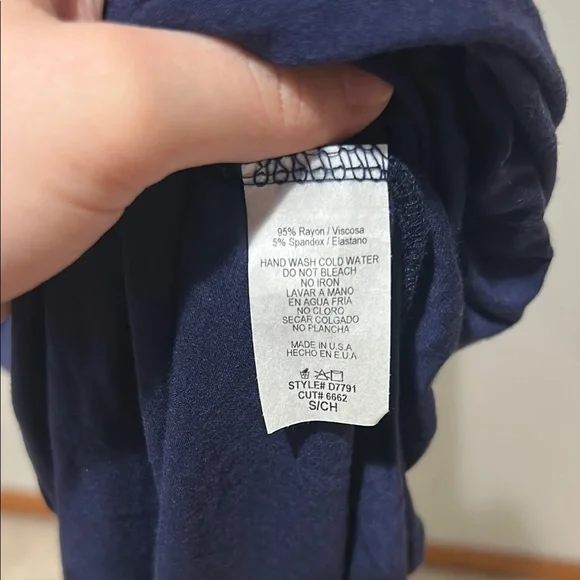 95% Rayon / Viscosa
5% Spandex / Elastano
HAND WASH COLD WATER
DO NOT BLEACH
NO IRON
LAVAR A MANO
EN AGUA FRIA
NO CLORO
SECAR COLGADO
NO PLANCHA
MADE IN U.S.A
HECHO EN E.U.A
STYLE# D7791
CUT# 6662
S/CH